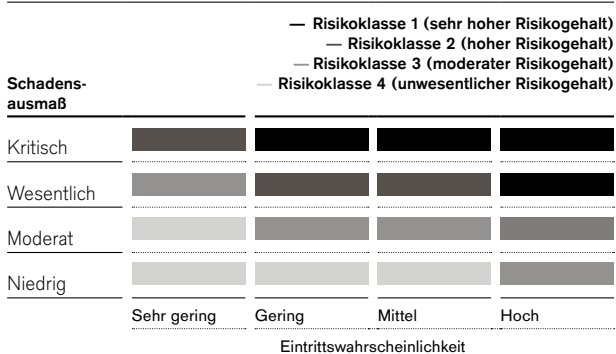 — Risikoklasse 1 (sehr hoher Risikogehalt)
— Risikoklasse 2 (hoher Risikogehalt)
— Risikoklasse 3 (moderater Risikogehalt)
— Risikoklasse 4 (unwesentlicher Risikogehalt)
Schadens-
ausmaß
Kritisch
Wesentlich
Moderat
Niedrig
Sehr gering Gering Mittel Hoch
Eintrittswahrscheinlichkeit